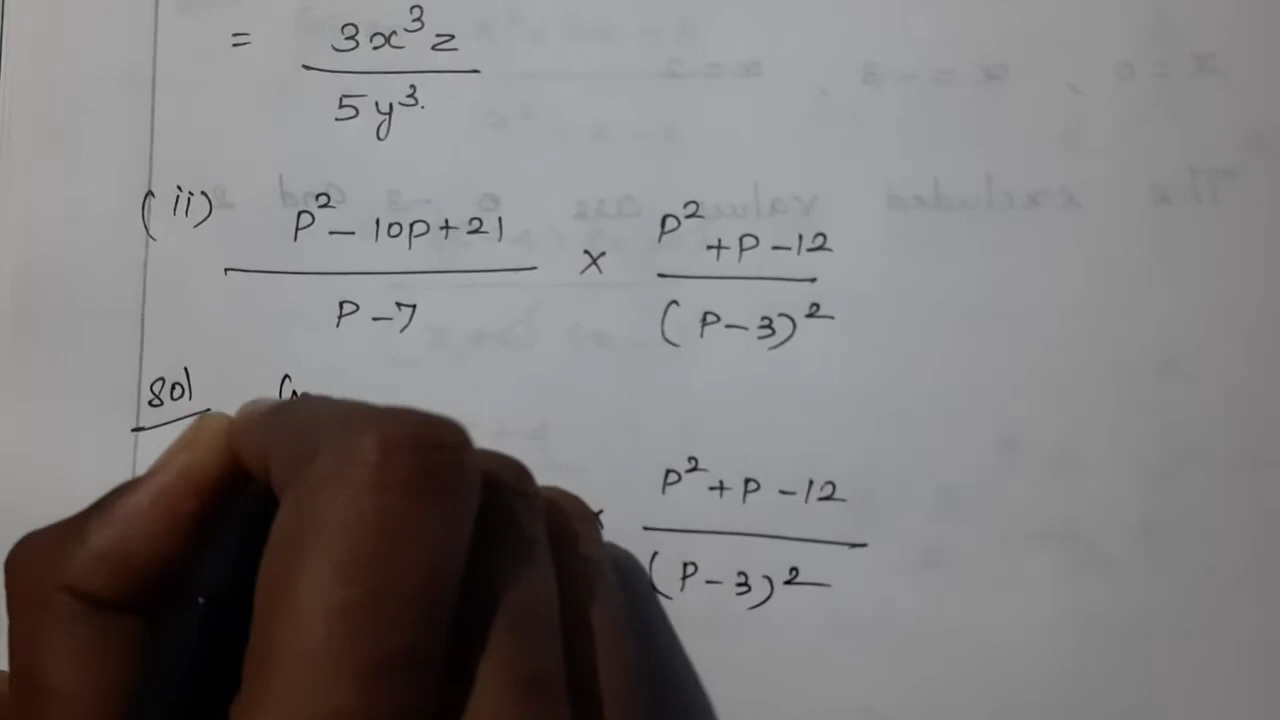 = 3x³z
5y³.
(ii) P² - 10p + 21 × P² + P - 12
P - 7 (P - 3)²
Sol
P² + P - 12
(P - 3)²